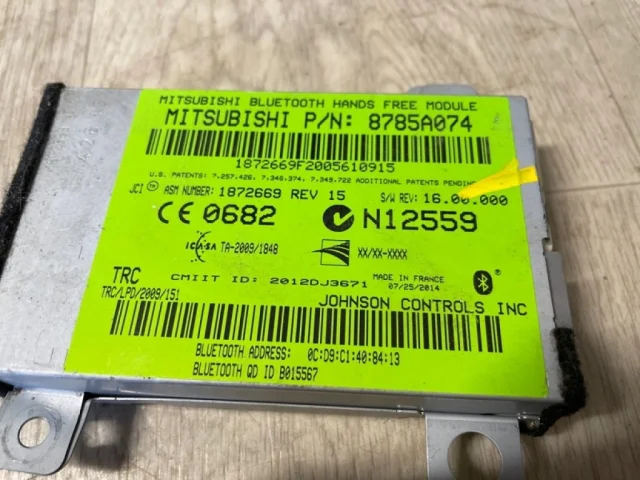 MITSUBISHI BLUETOOTH HANDS FREE MODULE
MITSUBISHI P/N: 8785A074
1872669F2005610915
U.S. PATENTS: 7,257,426, 7,346,374, 7,349,722 ADDITIONAL PATENTS PENDING
JCI TM ASM NUMBER: 1872669 REV 15 S/W REV: 16.00.000
CE 0682 N12559
ICASA TA-2009/1848 XX/XX-XXXX
TRC CMIIT ID: 2012DJ3671 MADE IN FRANCE
TRC/LPD/2009/151 07/25/2014
JOHNSON CONTROLS INC
BLUETOOTH ADDRESS: 0C:D9:C1:40:84:13
BLUETOOTH QD ID B015567